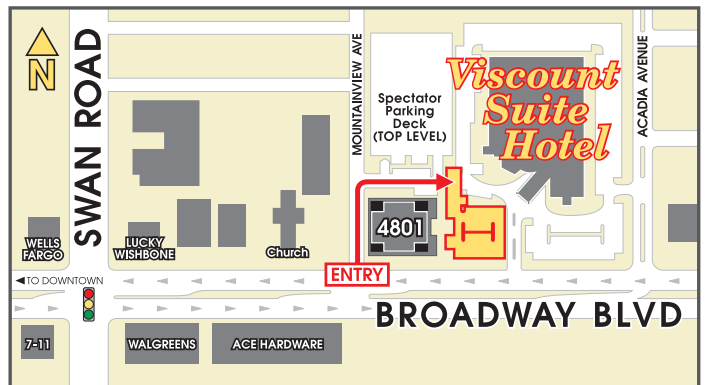 N
SWAN ROAD
MOUNTAINVIEW AVE
ACADIA AVENUE
Viscount
Suite
Hotel
Spectator
Parking
Deck
(TOP LEVEL)
4801
WELLS
FARGO
LUCKY
WISHBONE
Church
ENTRY
TO DOWNTOWN
BROADWAY BLVD
7-11
WALGREENS
ACE HARDWARE